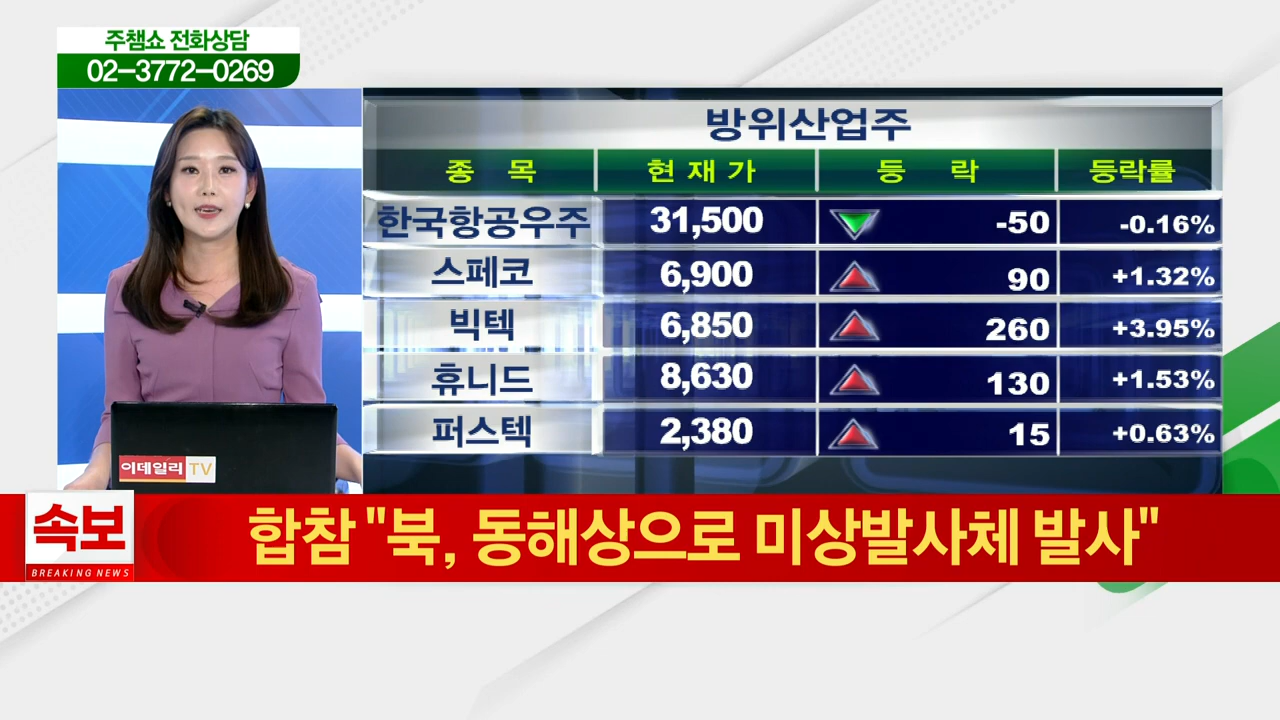 주챔쇼 전화상담
02-3772-0269
방위산업주
종 목 현 재 가 등 락 등락률
한국항공우주 31,500 -50 -0.16%
스페코 6,900 90 +1.32%
빅텍 6,850 260 +3.95%
휴니드 8,630 130 +1.53%
퍼스텍 2,380 15 +0.63%
이데일리 TV
속보
BREAKING NEWS
합참 "북, 동해상으로 미상발사체 발사"